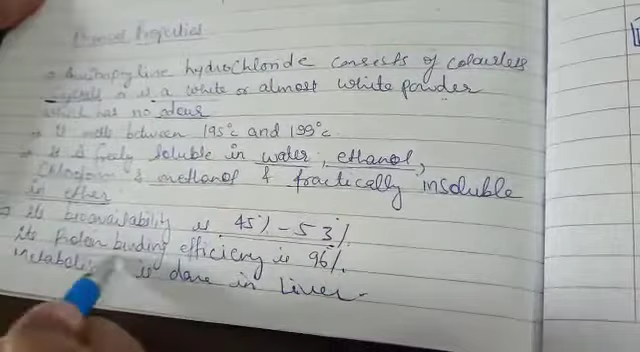 Physical Properties
→ Amitriptyline hydrochloride consists of colourless
crystals or is a white or almost white powder
which has no odour
→ It melts between 195°c and 199°c
→ It is freely soluble in water, ethanol,
Chloroform & methanol & practically insoluble
in ether
→ Its bioavailability is 45% - 53%
its Protein binding efficiency is 96%.
Metabolism is done in liver.